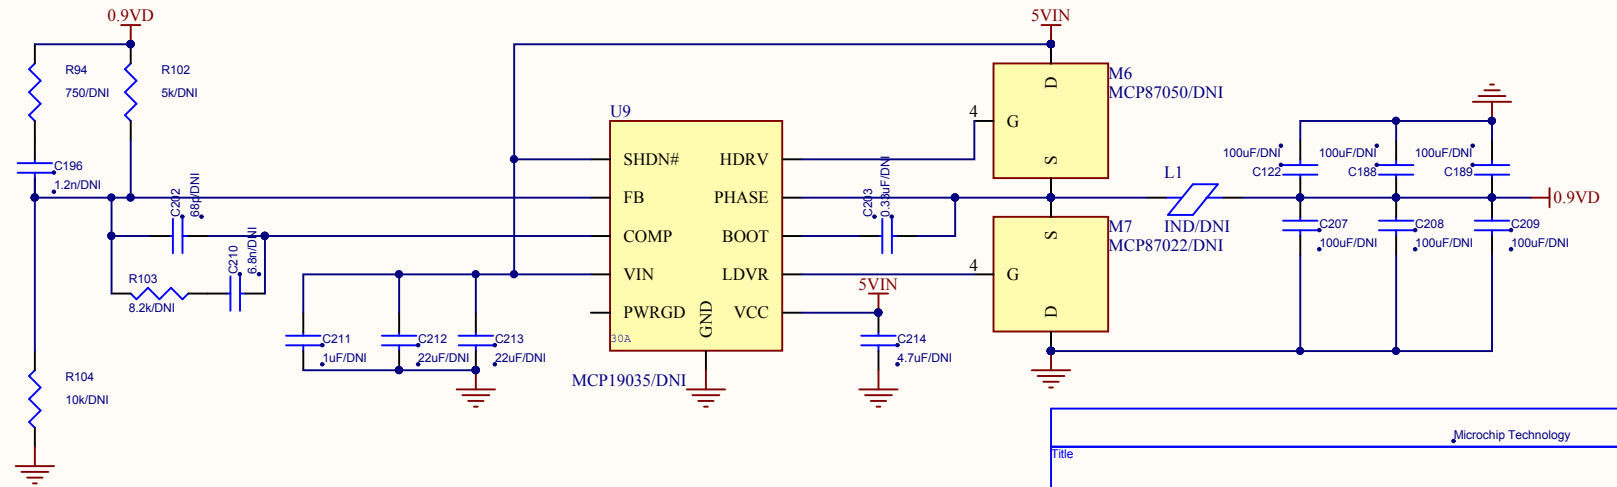 0.9VD
R94
750/DNI
R102
5k/DNI
C196
1.2n/DNI
C202
68p/DNI
C210
6.8n/DNI
R103
8.2k/DNI
R104
10k/DNI
C211
1uF/DNI
C212
22uF/DNI
C213
22uF/DNI
U9
SHDN#
HDRV
FB
PHASE
COMP
BOOT
VIN
LDVR
PWRGD
GND
VCC
30A
MCP19035/DNI
C203
0.33uF/DNI
5VIN
C214
4.7uF/DNI
5VIN
M6
MCP87050/DNI
D
4
G
S
M7
MCP87022/DNI
S
4
G
D
L1
IND/DNI
100uF/DNI
C122
100uF/DNI
C188
100uF/DNI
C189
0.9VD
C207
100uF/DNI
C208
100uF/DNI
C209
100uF/DNI
Microchip Technology
Title